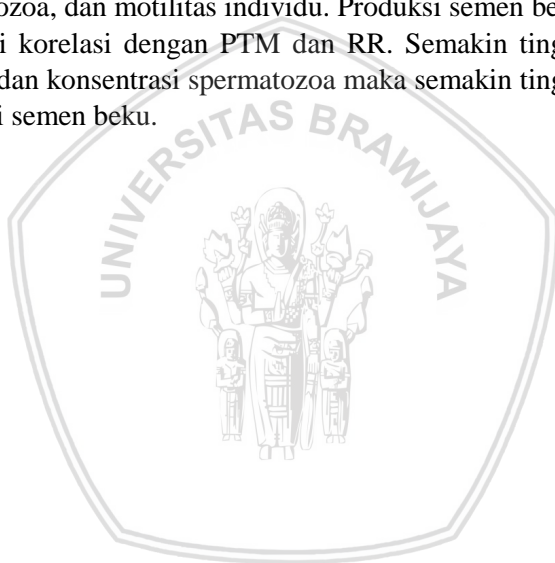 ozoa, dan motilitas individu. Produksi semen be
i korelasi dengan PTM dan RR. Semakin ting
dan konsentrasi spermatozoa maka semakin ting
i semen beku.
UNIVERSITAS BRAWIJAYA